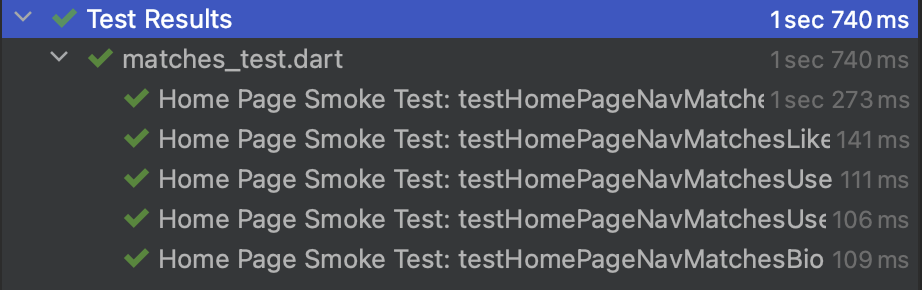 Test Results 1 sec 740 ms
matches_test.dart 1 sec 740 ms
Home Page Smoke Test: testHomePageNavMatche 1 sec 273 ms
Home Page Smoke Test: testHomePageNavMatchesLike 141 ms
Home Page Smoke Test: testHomePageNavMatchesUse 111 ms
Home Page Smoke Test: testHomePageNavMatchesUse 106 ms
Home Page Smoke Test: testHomePageNavMatchesBio 109 ms